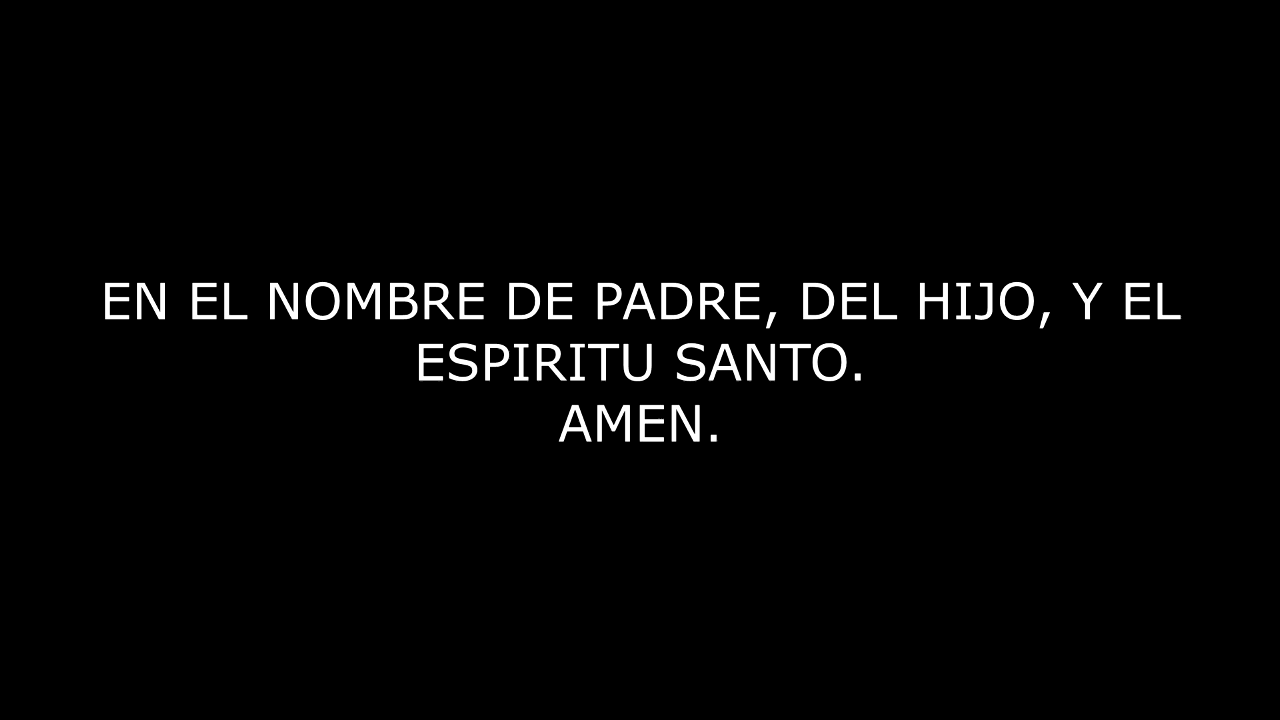 EN EL NOMBRE DE PADRE, DEL HIJO, Y EL
ESPIRITU SANTO.
AMEN.